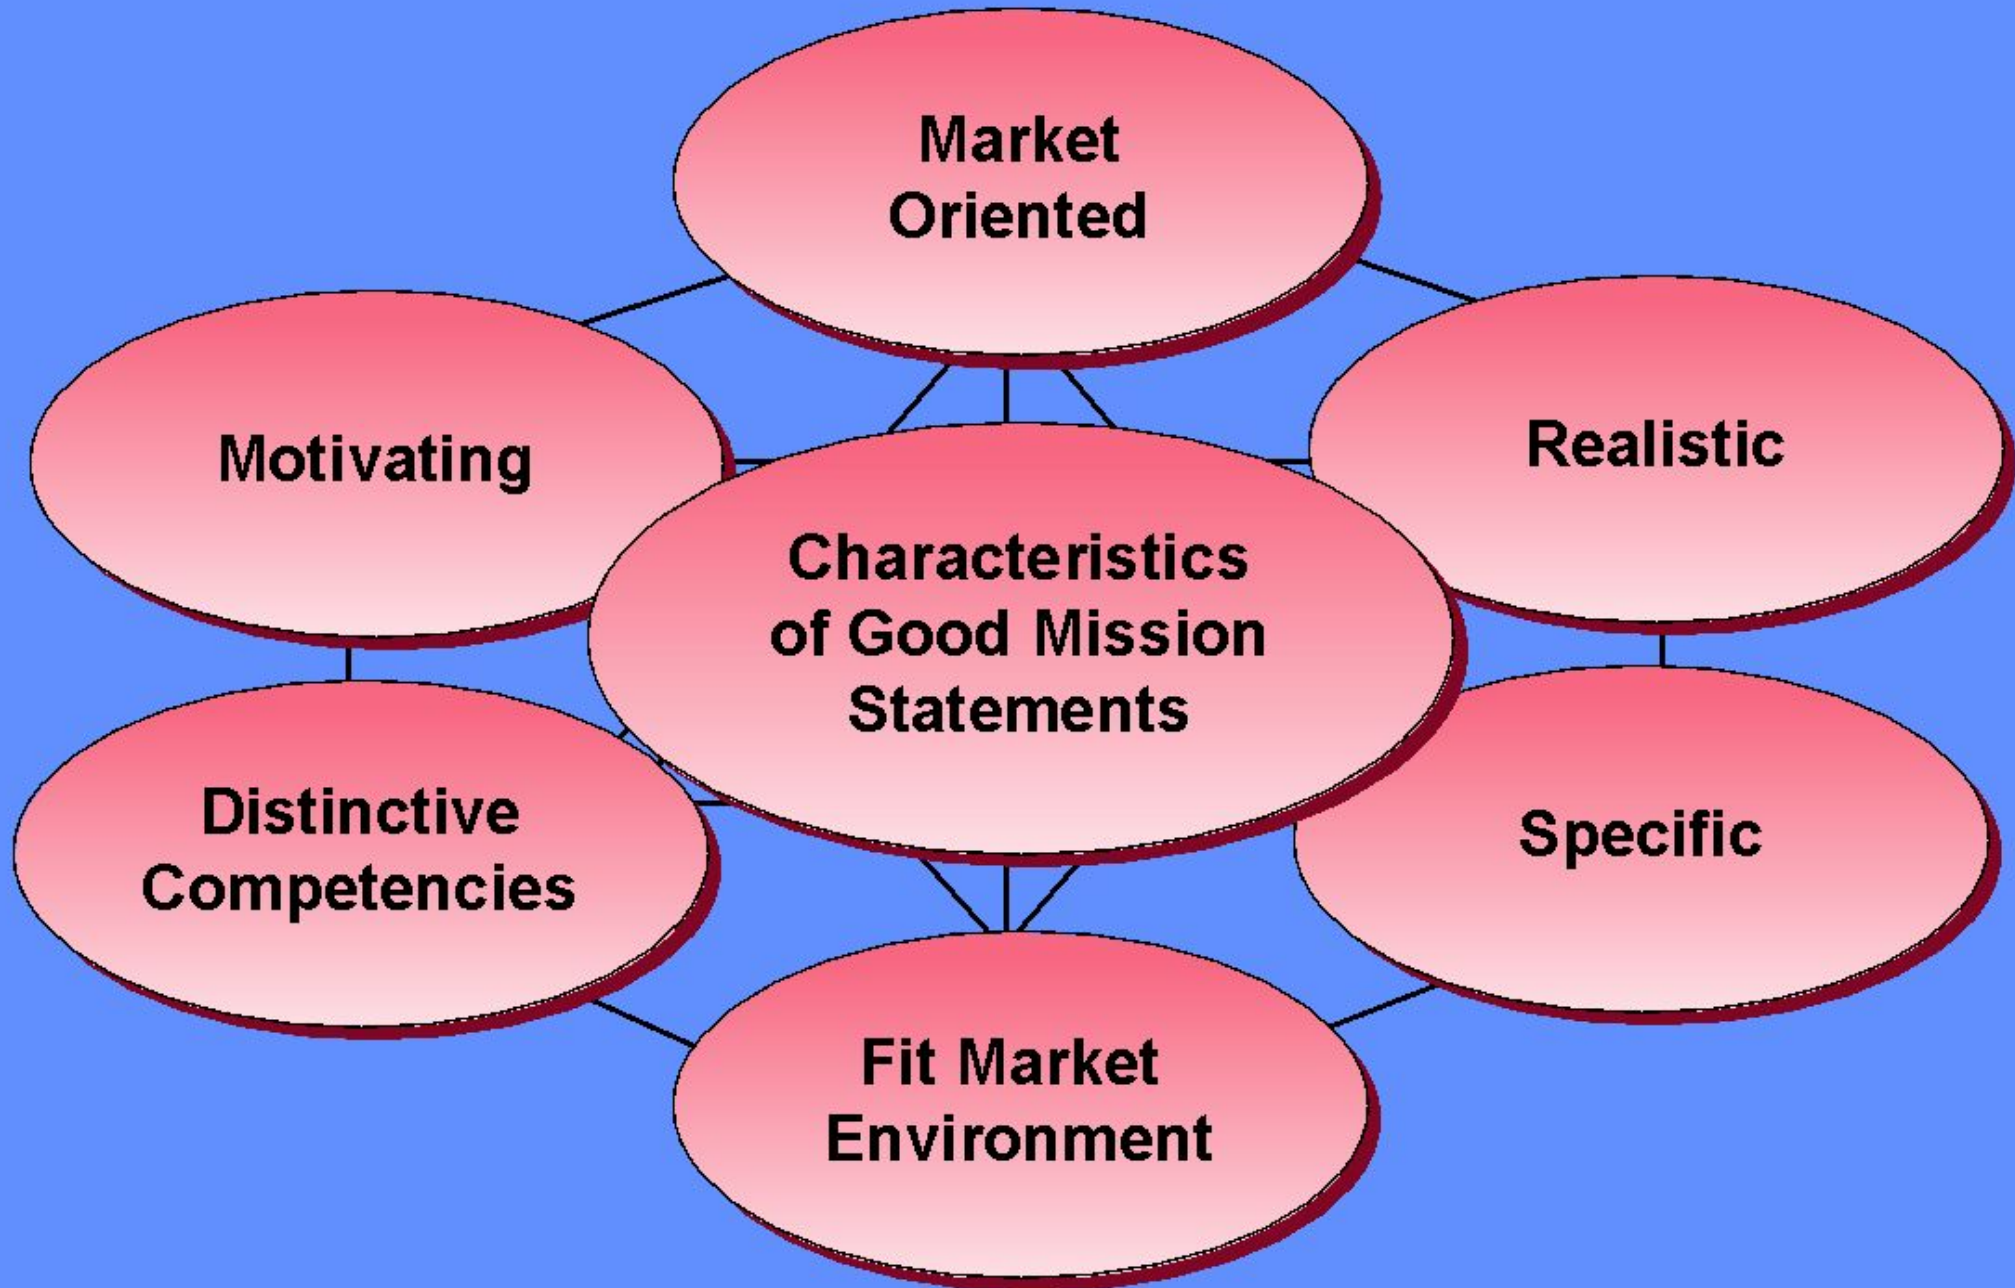 Market
Oriented
Motivating
Realistic
Characteristics
of Good Mission
Statements
Distinctive
Competencies
Specific
Fit Market
Environment